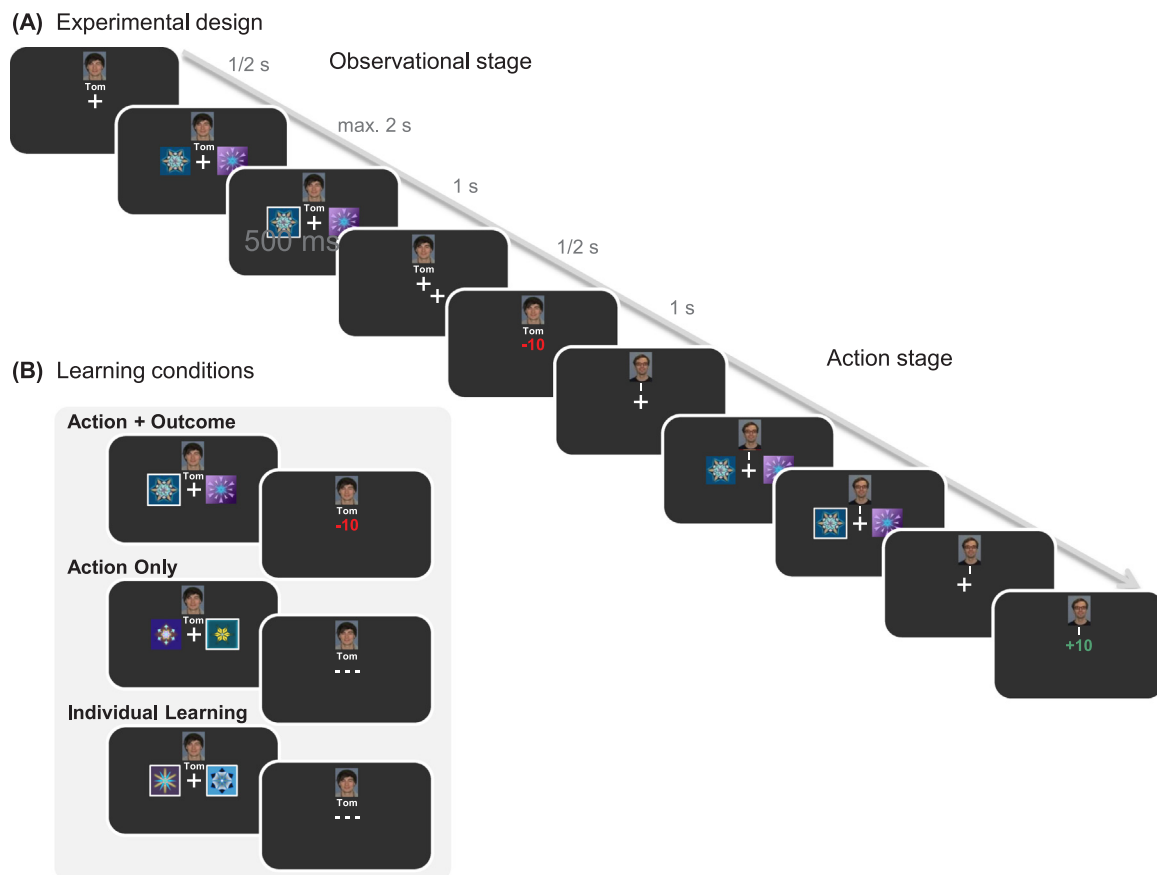 (A) Experimental design
Observational stage
1/2 s
Tom
+
max. 2 s
Tom
+
1 s
Tom
+
500 ms
1/2 s
Tom
+
+
1 s
Tom
-10
Action stage
+
+
+
+
+10
(B) Learning conditions
Action + Outcome
Tom
+
Tom
-10
Action Only
Tom
+
Tom
---
Individual Learning
Tom
+
Tom
---